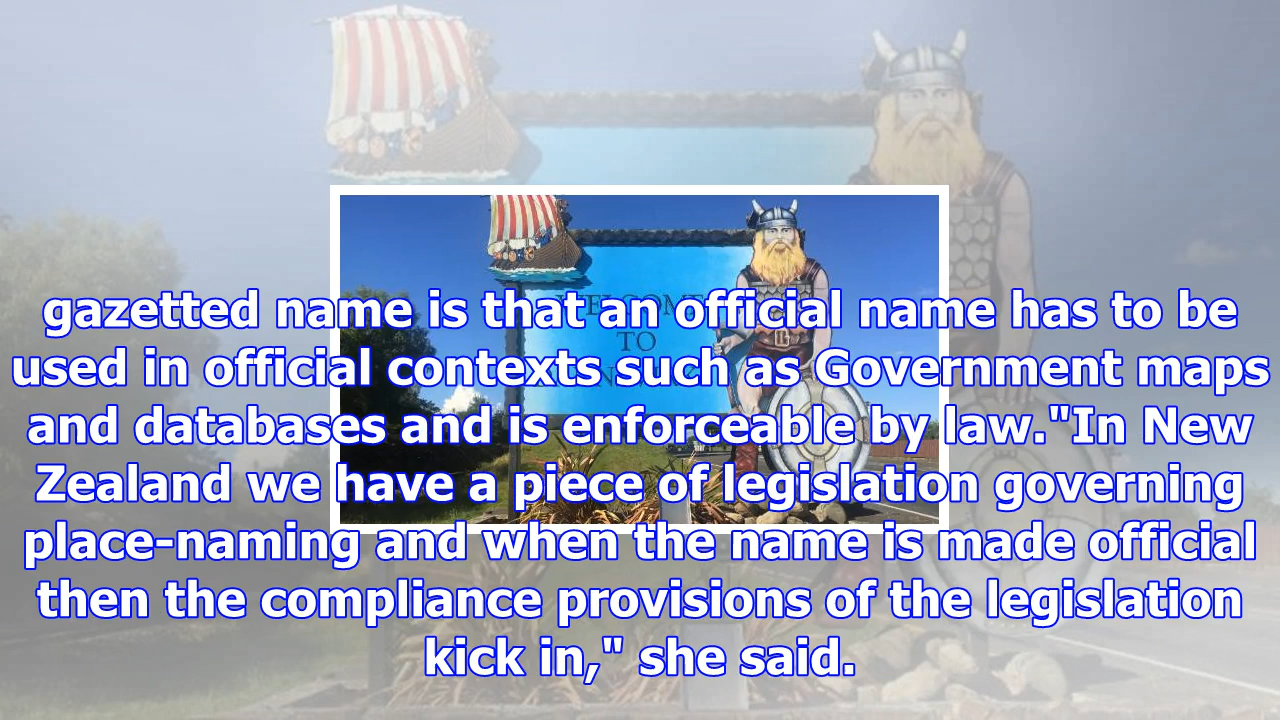 gazetted name is that an official name has to be
used in official contexts such as Government maps
and databases and is enforceable by law."In New
Zealand we have a piece of legislation governing
place-naming and when the name is made official
then the compliance provisions of the legislation
kick in," she said.
TO